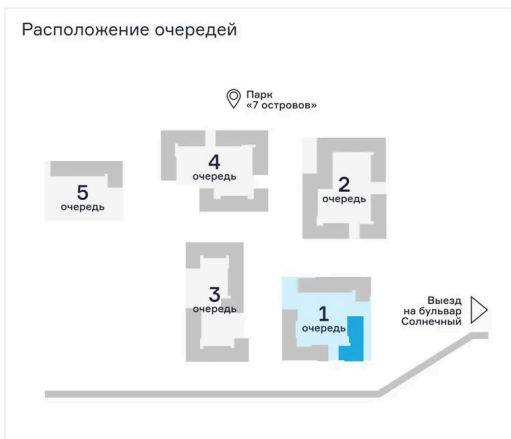 Расположение очередей
Парк
«7 островов»
4
очередь
2
очередь
5
очередь
3
очередь
1
очередь
Выезд
на бульвар
Солнечный